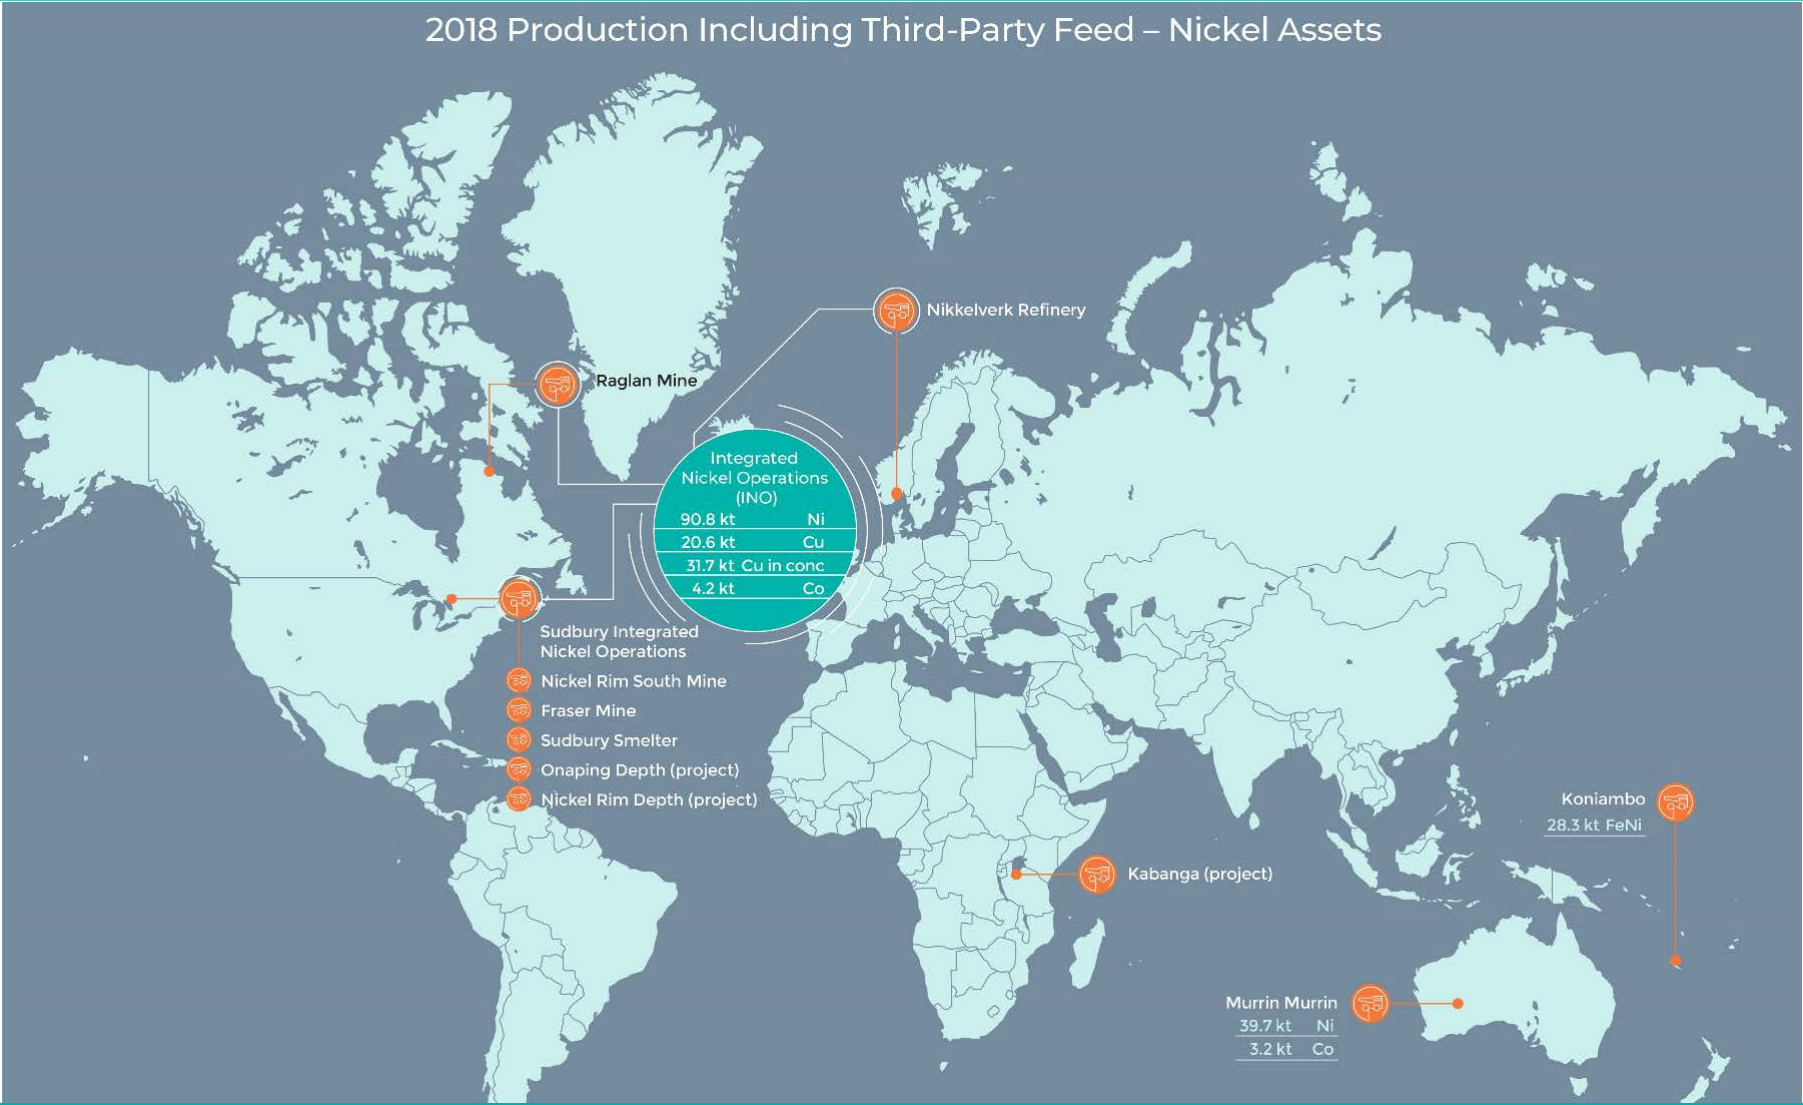 2018 Production Including Third-Party Feed – Nickel Assets
Nikkelverk Refinery
Raglan Mine
Integrated
Nickel Operations
(INO)
90.8 kt Ni
20.6 kt Cu
31.7 kt Cu in conc
4.2 kt Co
Sudbury Integrated
Nickel Operations
Nickel Rim South Mine
Fraser Mine
Sudbury Smelter
Onaping Depth (project)
Nickel Rim Depth (project)
Koniambo
28.3 kt FeNi
Kabanga (project)
Murrin Murrin
39.7 kt Ni
3.2 kt Co